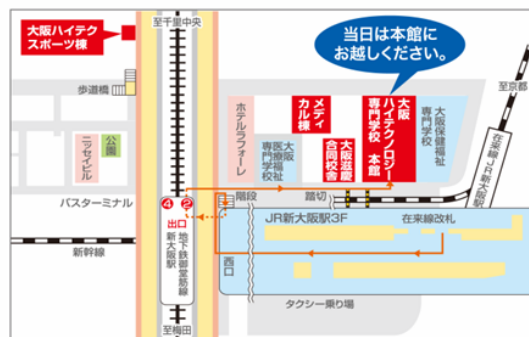 大阪ハイテク
スポーツ棟
至千里中央
当日は本館に
お越しください。
至京都
歩道橋
ニッセイビル
公園
ホテルラフォーレ
大阪
医療福祉
専門学校
メディ
カル棟
大阪滋慶
合同校舎
大阪
ハイテクノロジー
専門学校 本館
大阪保健福祉
専門学校
在来線JR新大阪駅
バスターミナル
④
②
出口
階段
踏切
地下鉄御堂筋線
新大阪駅
JR新大阪駅3F
在来線改札
新幹線
西口
タクシー乗り場
至梅田